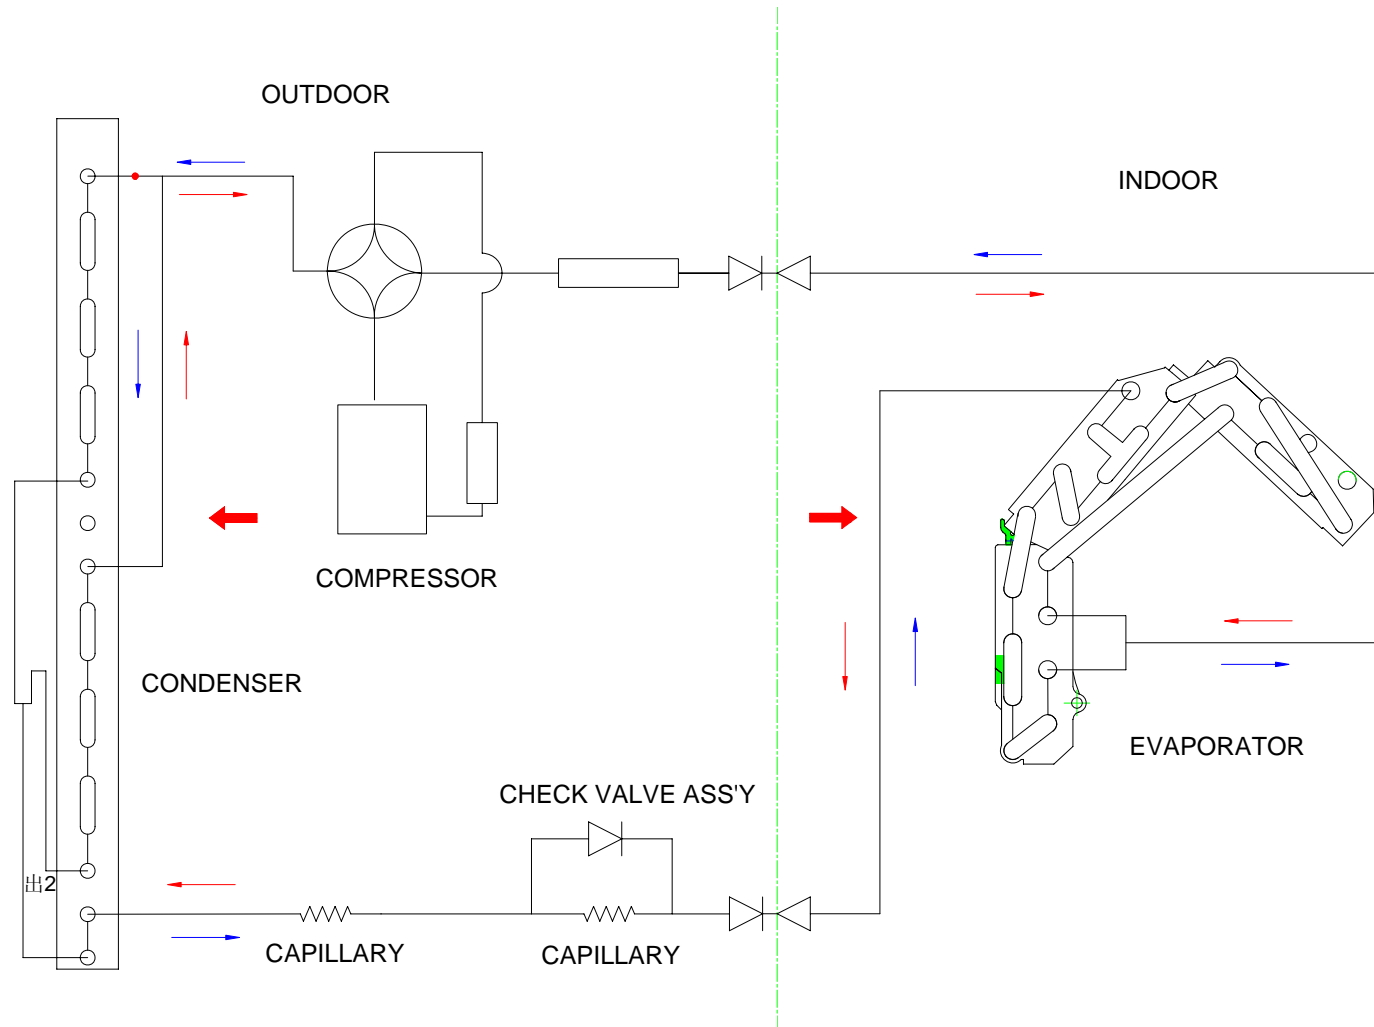 OUTDOOR
INDOOR
COMPRESSOR
CONDENSER
EVAPORATOR
CHECK VALVE ASS'Y
出2
CAPILLARY
CAPILLARY